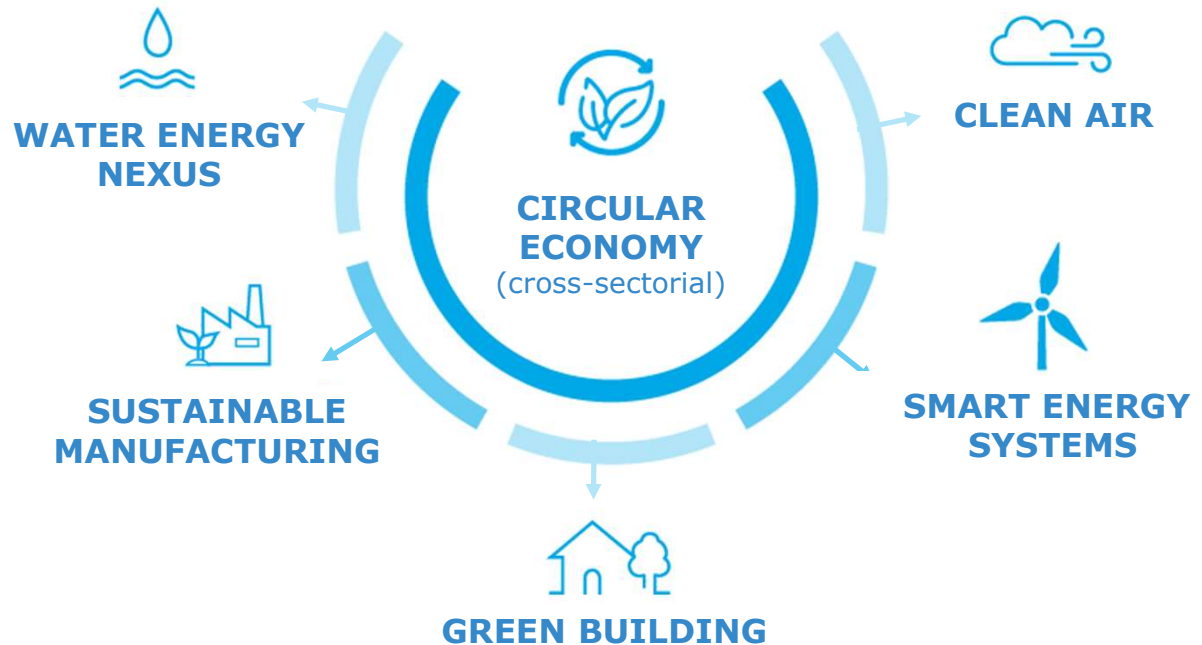 WATER ENERGY
NEXUS
CLEAN AIR
CIRCULAR
ECONOMY
(cross-sectorial)
SUSTAINABLE
MANUFACTURING
SMART ENERGY
SYSTEMS
GREEN BUILDING